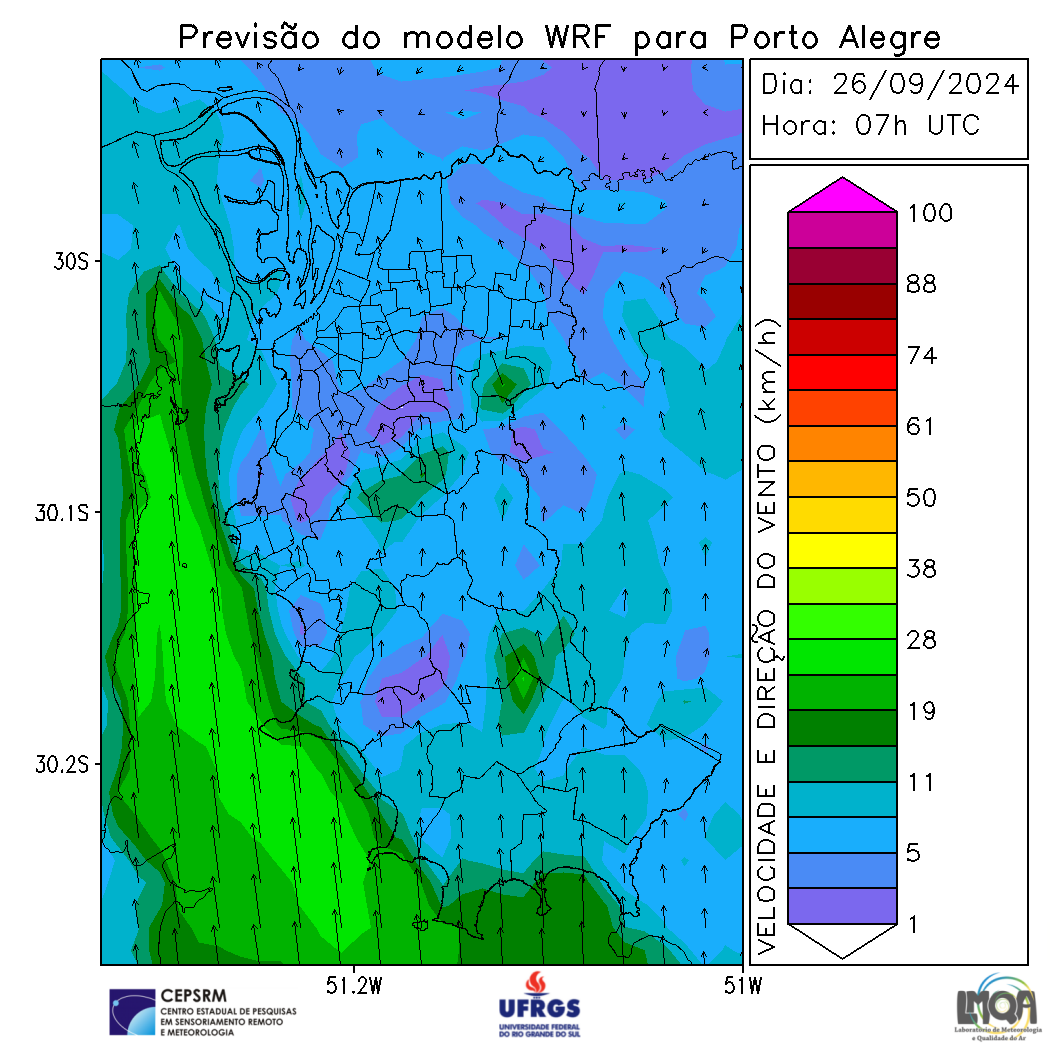 Previsão do modelo WRF para Porto Alegre
Dia: 26/09/2024
Hora: 07h UTC
30S
30.1S
30.2S
51.2W
51W
VELOCIDADE E DIREÇÃO DO VENTO (km/h)
100
88
74
61
50
38
28
19
11
5
1
CEPSRM
CENTRO ESTADUAL DE PESQUISAS
EM SENSORIAMENTO REMOTO
E METEOROLOGIA
UFRGS
UNIVERSIDADE FEDERAL
DO RIO GRANDE DO SUL
LMQA
Laboratório de Meteorologia
e Qualidade do Ar